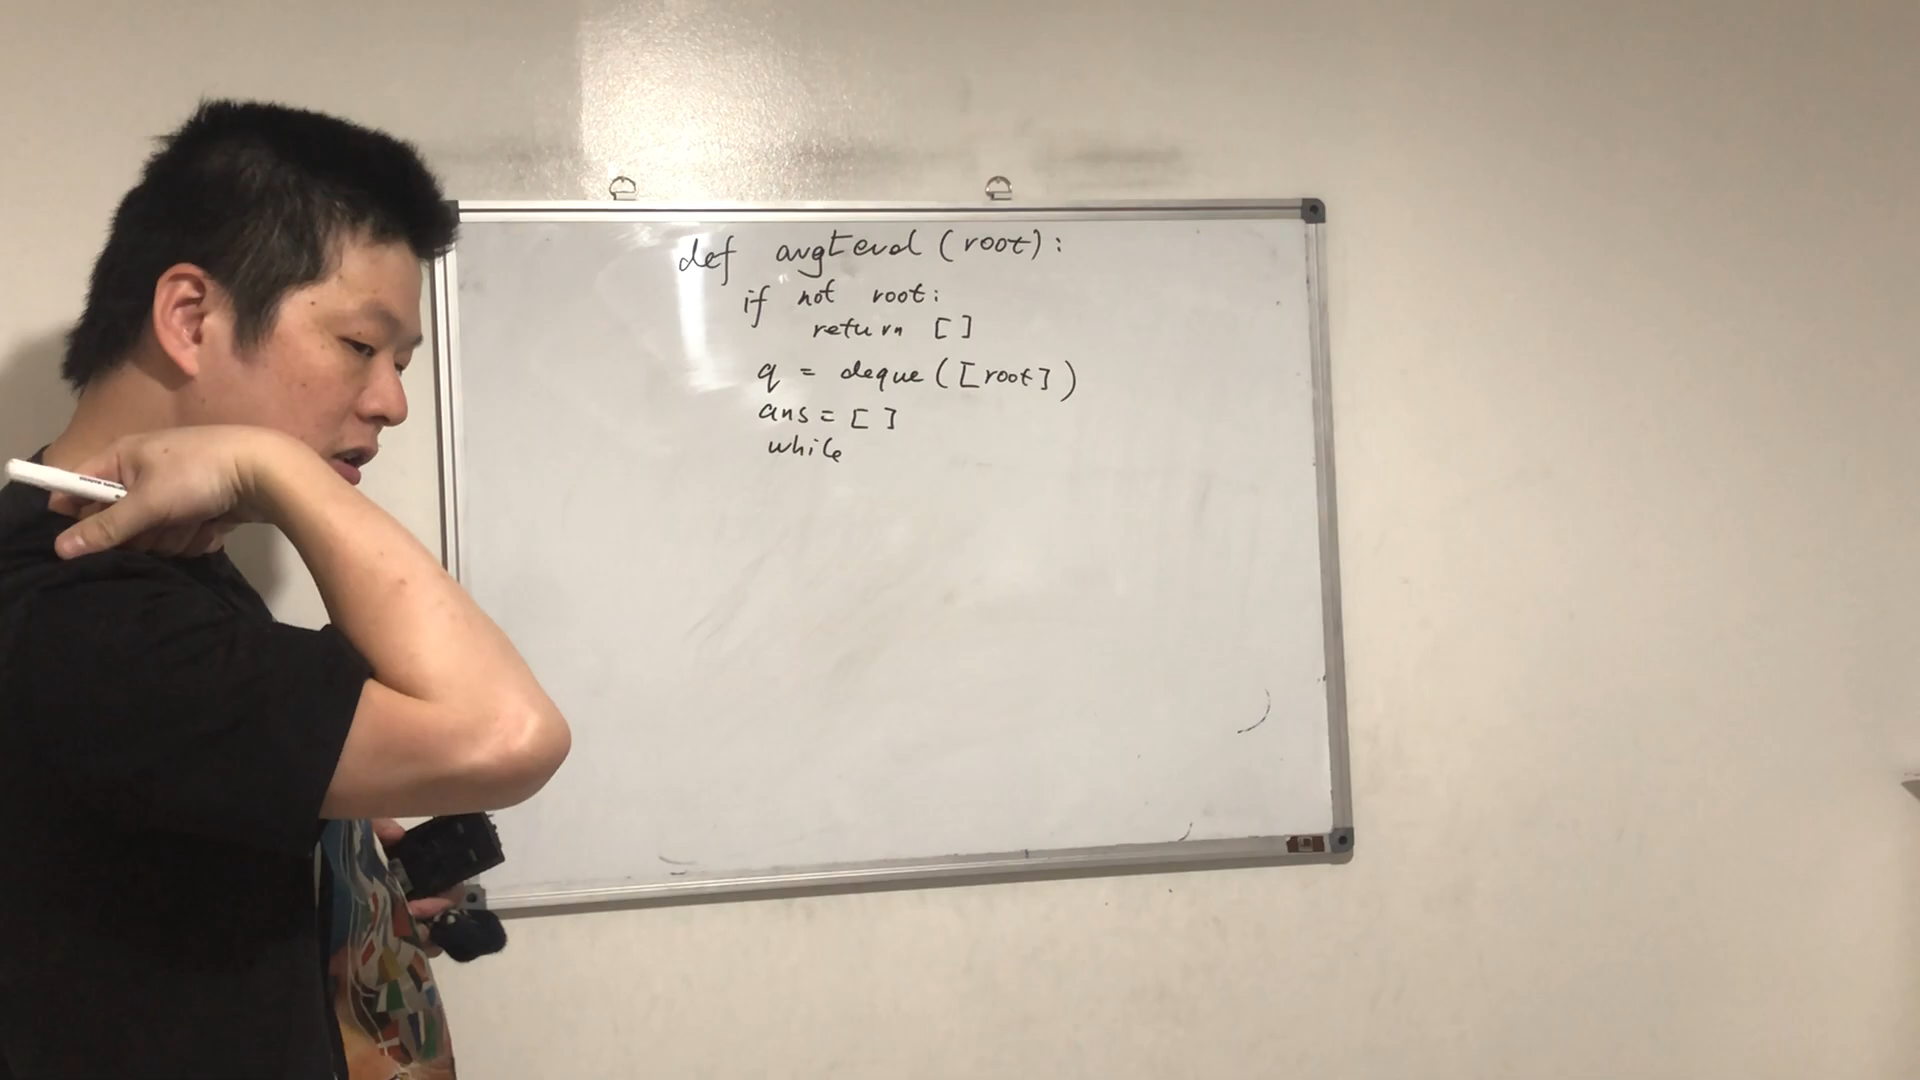 def avgLevel (root):
if not root:
return []
q = deque ([root])
ans = []
while